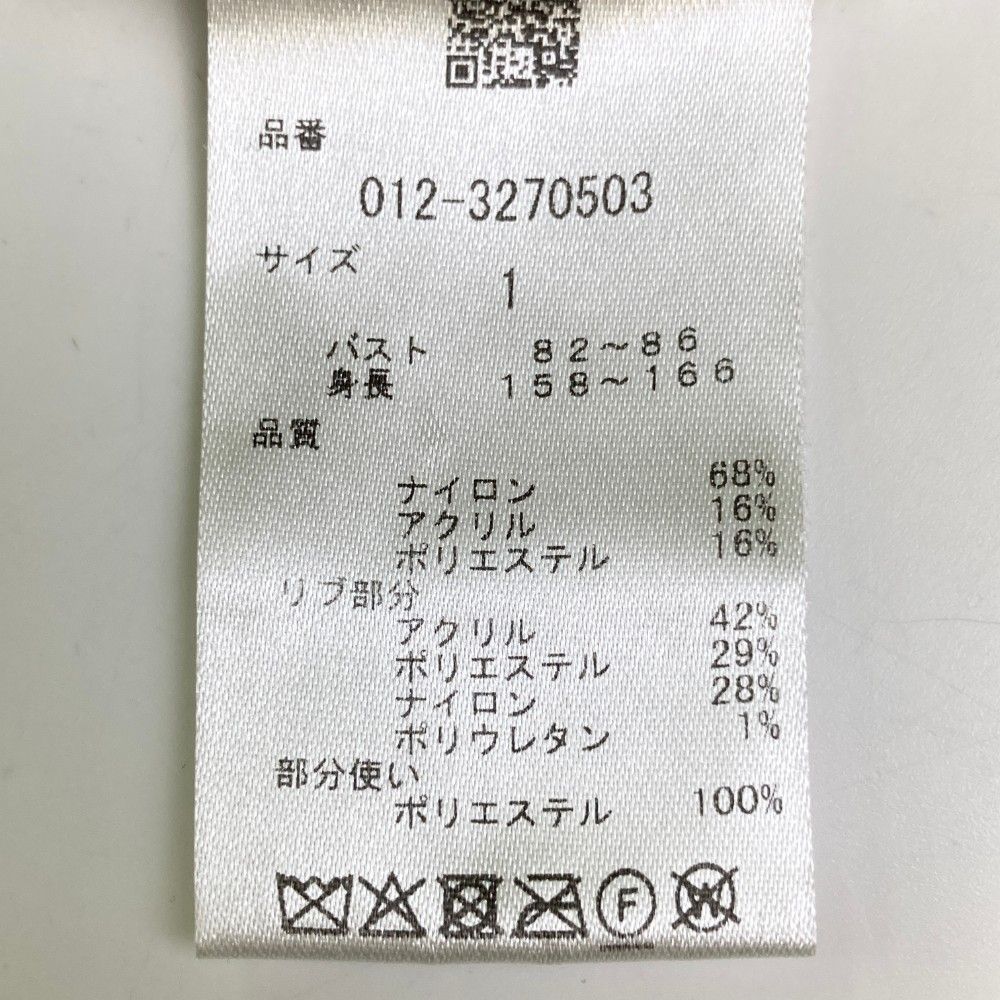 品番
012-3270503
サイズ
1
バスト 82～86
身長 158～166
品質
ナイロン 68%
アクリル 16%
ポリエステル 16%
リブ部分
アクリル 42%
ポリエステル 29%
ナイロン 28%
ポリウレタン 1%
部分使い
ポリエステル 100%
F
W